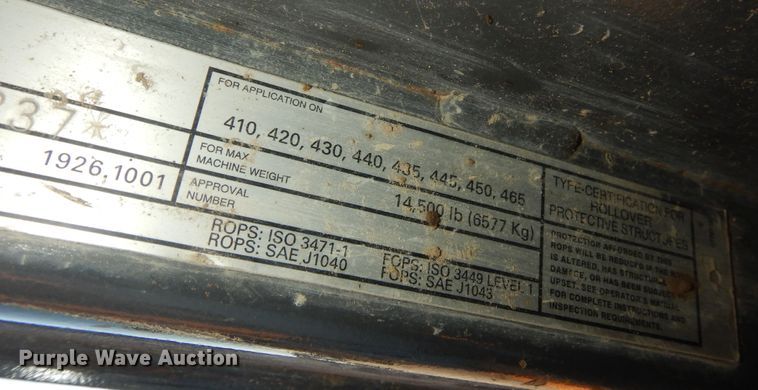 237*
1926.1001
FOR APPLICATION ON
410, 420, 430, 440, 435, 445, 450, 465
FOR MAX
MACHINE WEIGHT
14,500 lb (6577 Kg)
APPROVAL
NUMBER
ROPS: ISO 3471-1
ROPS: SAE J1040
FOPS: ISO 3449 LEVEL 1
FOPS: SAE J1043
TYPE-CERTIFICATION FOR
ROLLOVER
PROTECTIVE STRUCTURES
PROTECTION AFFORDED BY THIS
ROPS WILL BE REDUCED IF THE
IS ALTERED, HAS STRUCTURAL
DAMAGE, OR HAS BEEN SUBJECT
UPSET. SEE OPERATOR'S MANUAL
FOR COMPLETE INSTRUCTIONS AND
INSPECTION REQUIREMENTS.
Purple Wave Auction